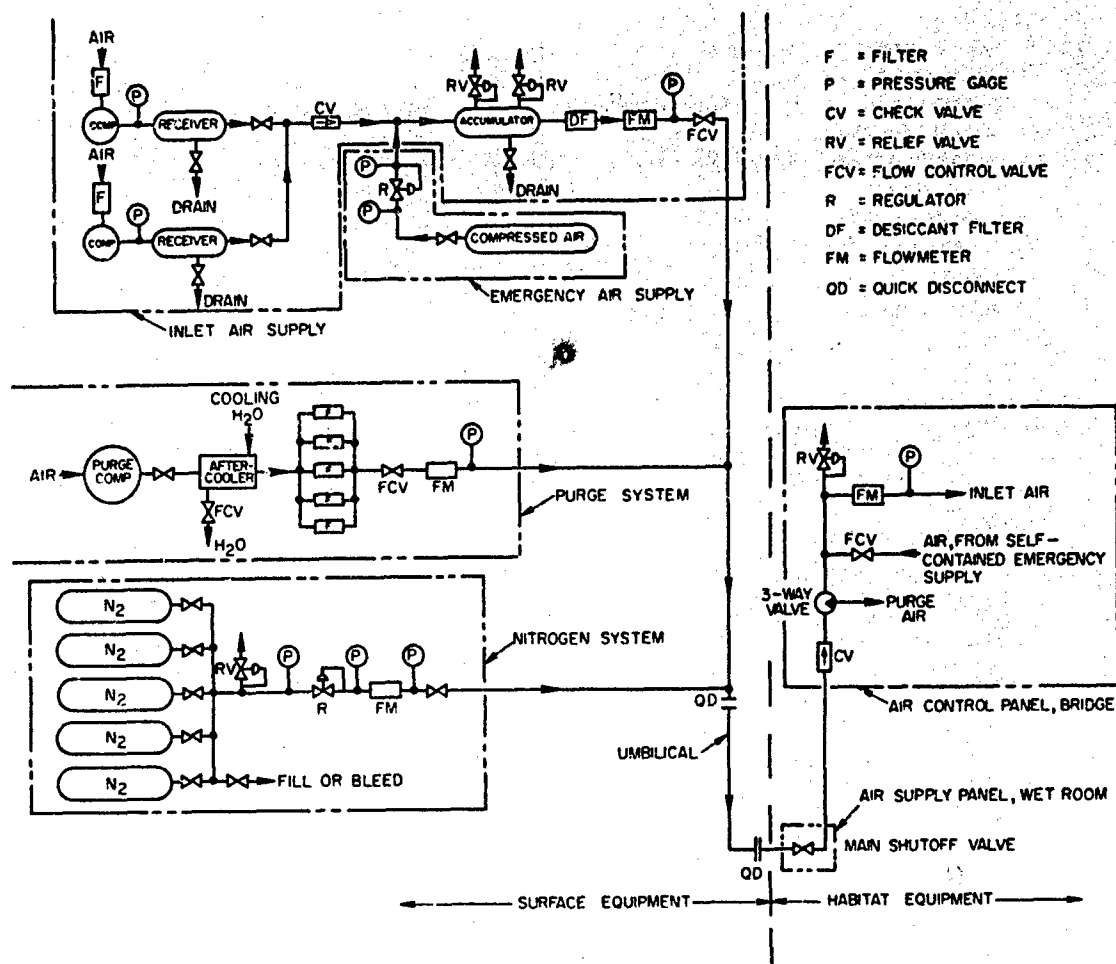 AIR
F
P
COMP
RECEIVER
DRAIN
AIR
F
P
COMP
RECEIVER
DRAIN
INLET AIR SUPPLY
CV
RV
RV
ACCUMULATOR
DRAIN
DF
FM
P
FCV
P
R
P
COMPRESSED AIR
EMERGENCY AIR SUPPLY
F = FILTER
P = PRESSURE GAGE
CV = CHECK VALVE
RV = RELIEF VALVE
FCV = FLOW CONTROL VALVE
R = REGULATOR
DF = DESICCANT FILTER
FM = FLOWMETER
QD = QUICK DISCONNECT
COOLING
H2O
AIR
PURGE
COMP
AFTER-
COOLER
FCV
H2O
F
F
F
F
F
FCV
FM
P
PURGE SYSTEM
N2
N2
N2
N2
N2
RV
P
R
P
FM
P
NITROGEN SYSTEM
FILL OR BLEED
QD
UMBILICAL
QD
RV
P
FM
INLET AIR
FCV
AIR, FROM SELF-
CONTAINED EMERGENCY
SUPPLY
3-WAY
VALVE
PURGE
AIR
CV
AIR CONTROL PANEL, BRIDGE
AIR SUPPLY PANEL, WET ROOM
MAIN SHUTOFF VALVE
SURFACE EQUIPMENT
HABITAT EQUIPMENT